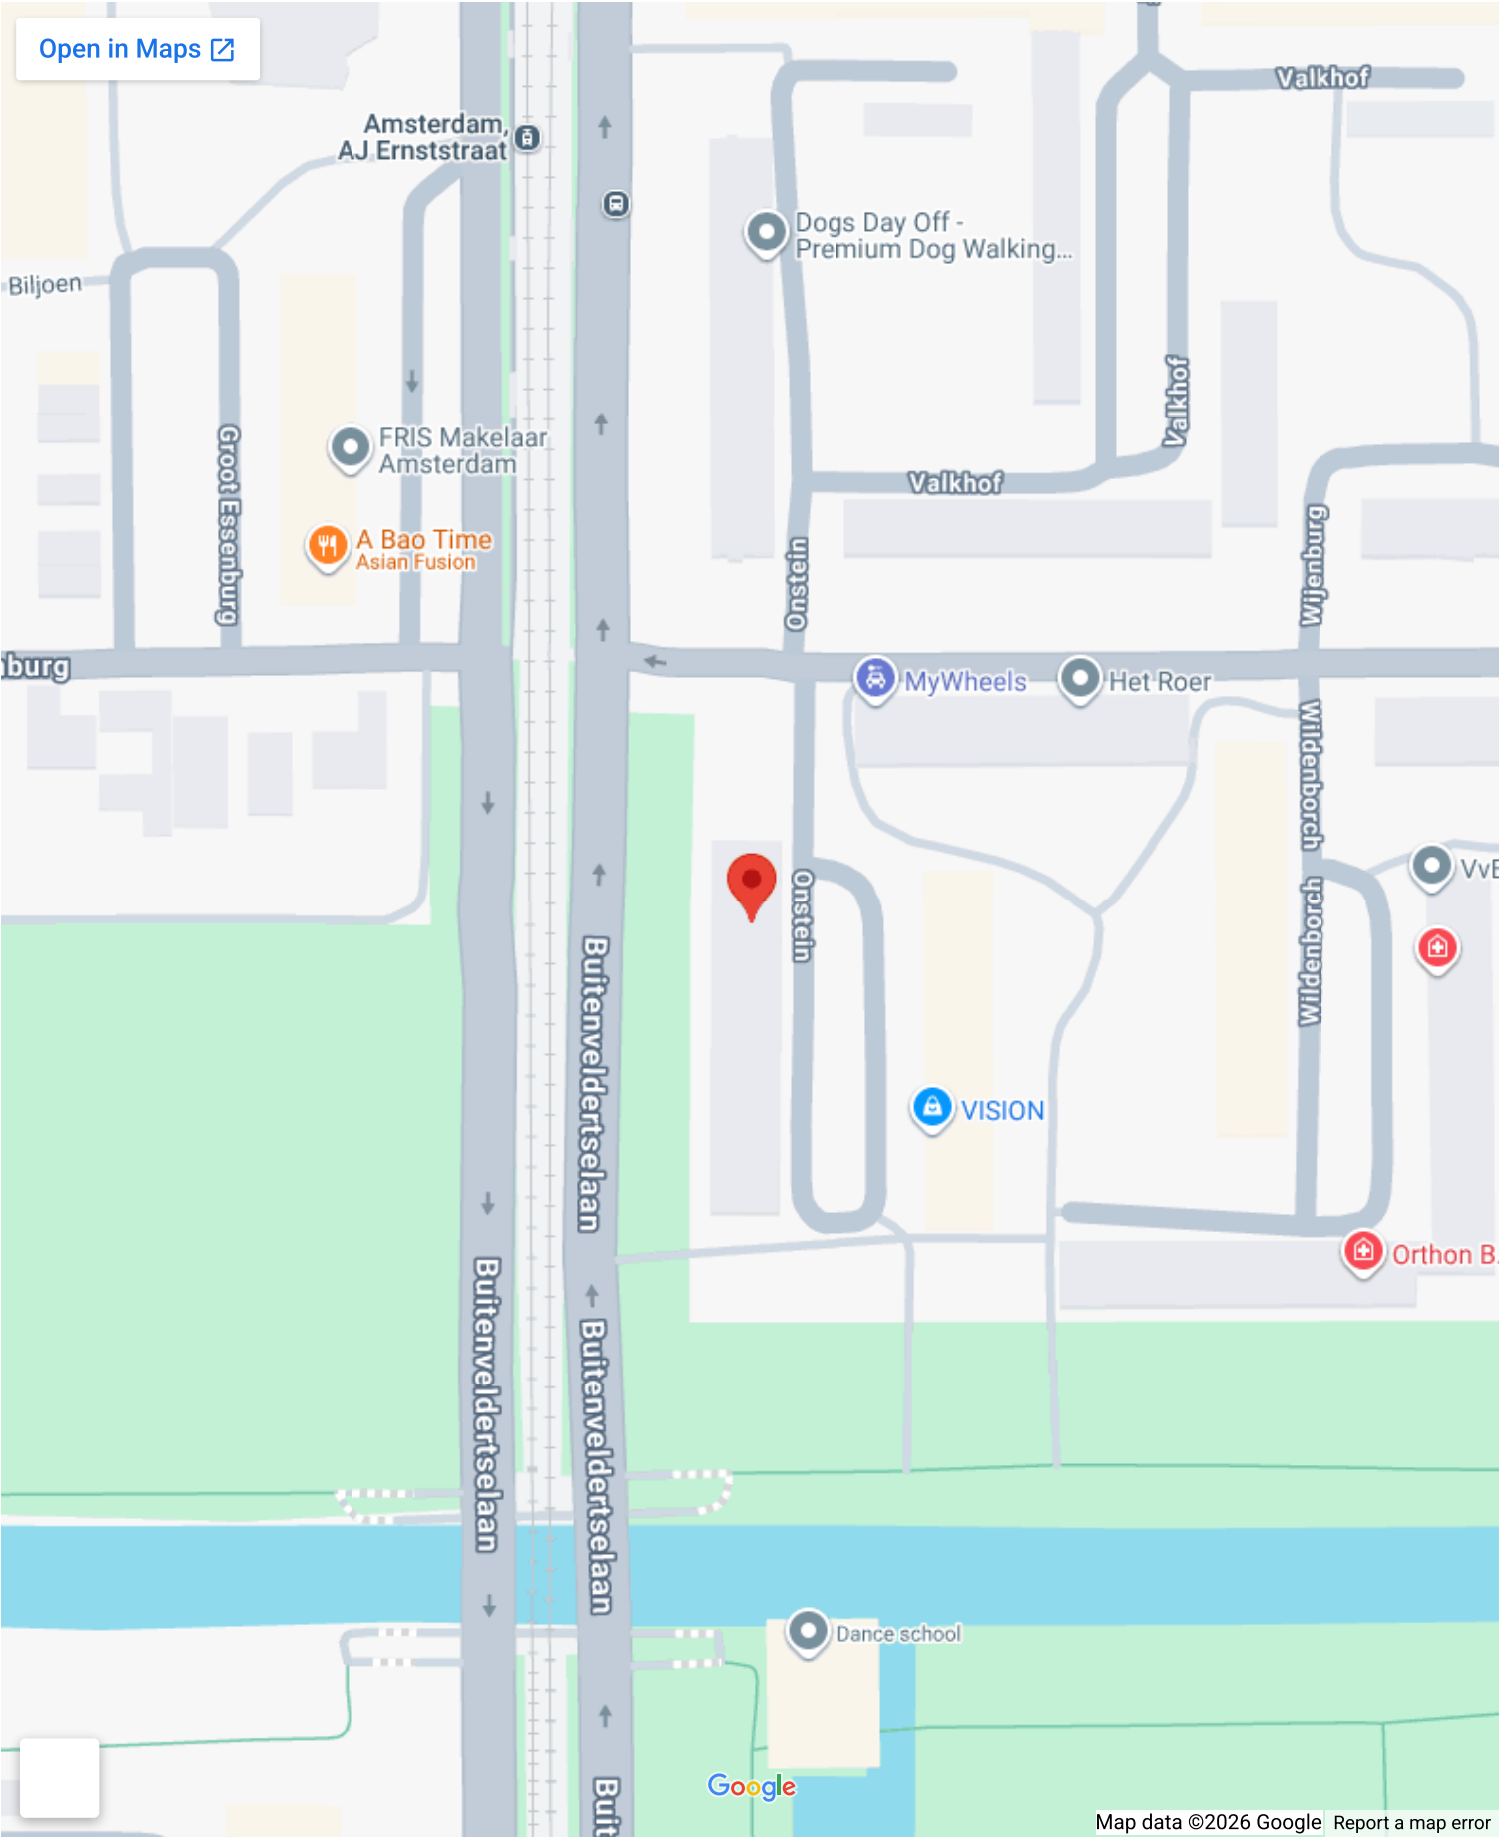 Open in Maps
Valkhof
Amsterdam,
AJ Ernststraat
Dogs Day Off -
Premium Dog Walking...
Biljoen
Valkhof
FRIS Makelaar
Amsterdam
Groot Essenburg
Valkhof
A Bao Time
Asian Fusion
Onstein
Wijenburg
nburg
MyWheels
Het Roer
Wildenborch
VvE
Onstein
Wildenborch
Buitenveldertselaan
VISION
Orthon B.
Buitenveldertselaan
Buitenveldertselaan
Dance school
Buit
Google
Map data ©2026 Google
Report a map error